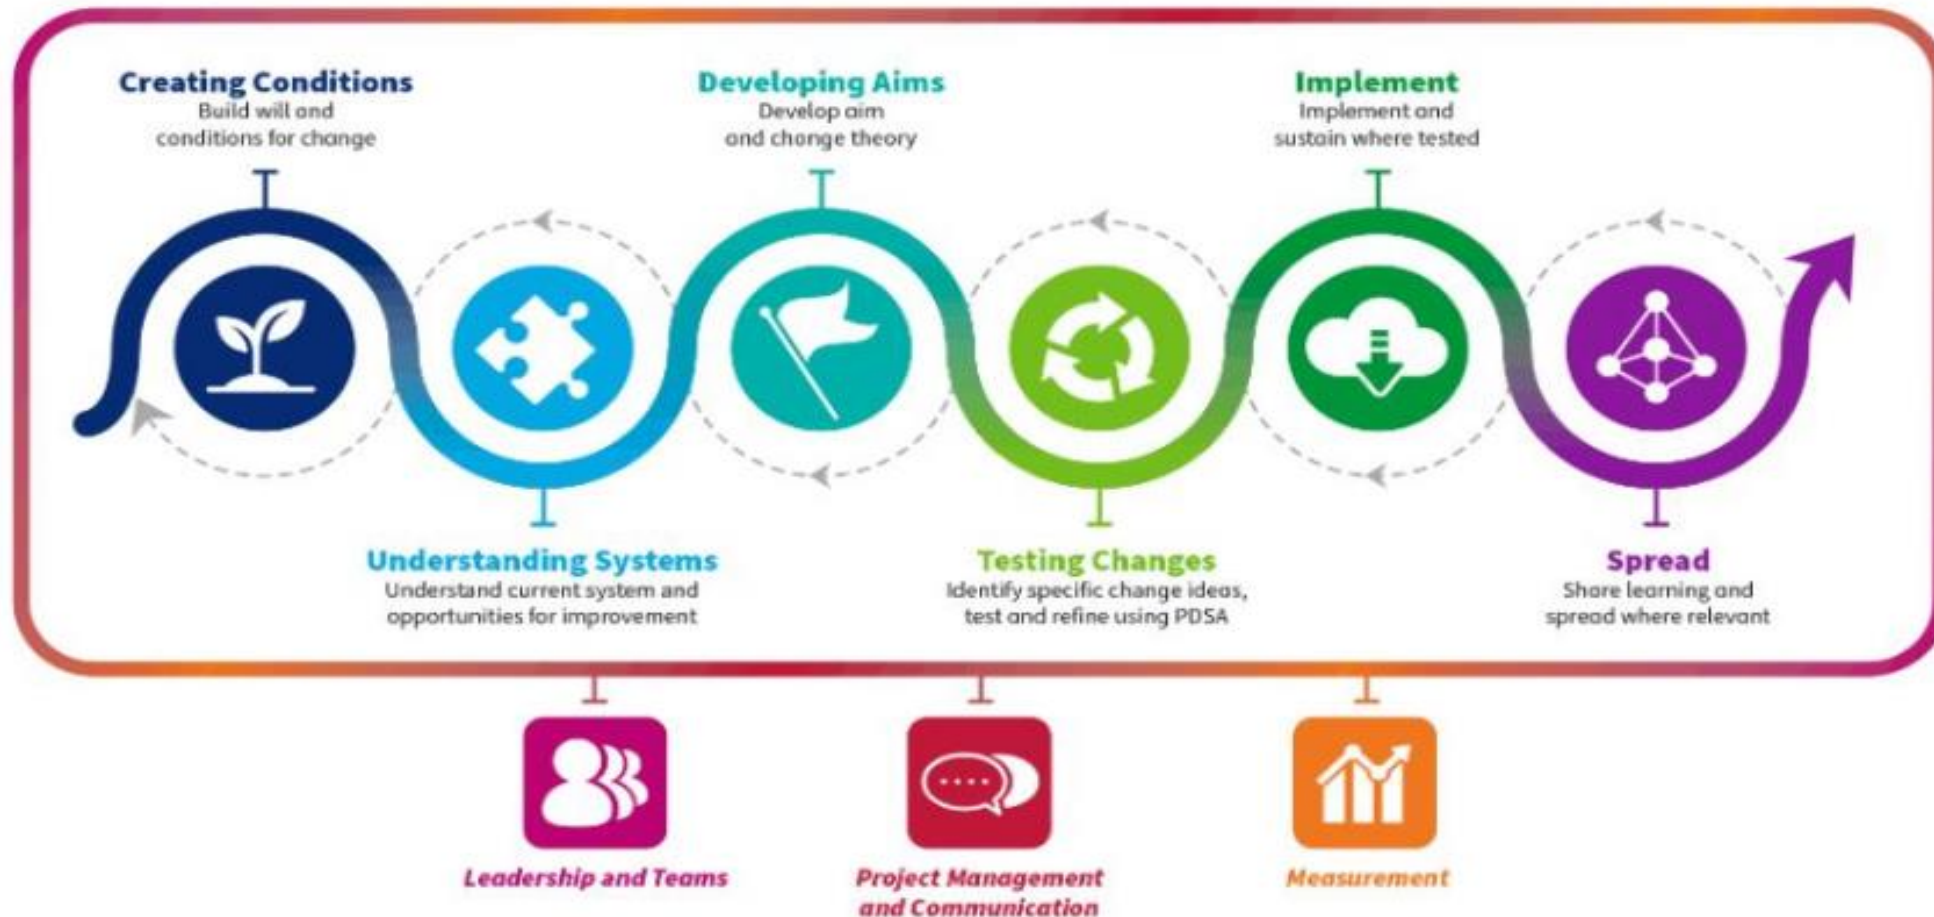 Creating Conditions
Build will and
conditions for change
Developing Aims
Develop aim
and change theory
Implement
Implement and
sustain where tested
Understanding Systems
Understand current system and
opportunities for improvement
Testing Changes
Identify specific change ideas,
test and refine using PDSA
Spread
Share learning and
spread where relevant
Leadership and Teams
Project Management
and Communication
Measurement